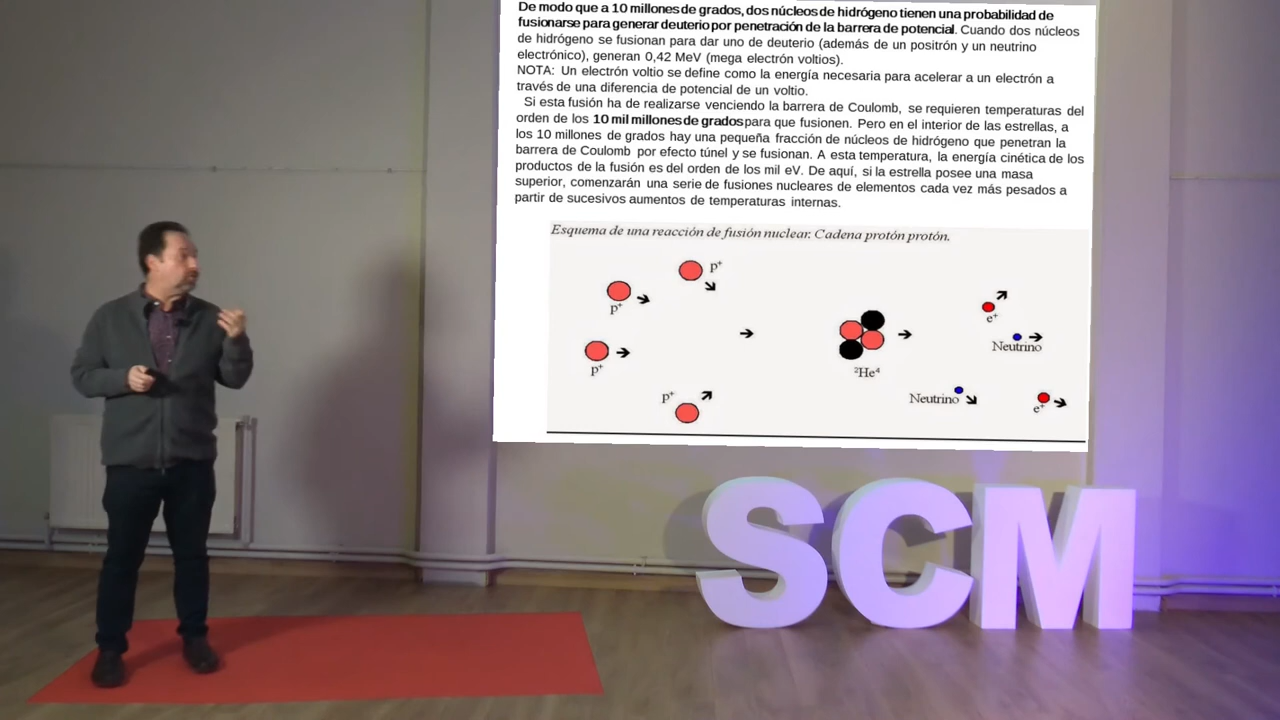 De modo que a 10 millones de grados, dos núcleos de hidrógeno tienen una probabilidad de
fusionarse para generar deuterio por penetración de la barrera de potencial. Cuando dos núcleos
de hidrógeno se fusionan para dar uno de deuterio (además de un positrón y un neutrino
electrónico), generan 0,42 MeV (mega electrón voltios).
NOTA: Un electrón voltio se define como la energía necesaria para acelerar a un electrón a
través de una diferencia de potencial de un voltio.
Si esta fusión ha de realizarse venciendo la barrera de Coulomb, se requieren temperaturas del
orden de los 10 mil millones de grados para que fusionen. Pero en el interior de las estrellas, a
los 10 millones de grados hay una pequeña fracción de núcleos de hidrógeno que penetran la
barrera de Coulomb por efecto túnel y se fusionan. A esta temperatura, la energía cinética de los
productos de la fusión es del orden de los mil eV. De aquí, si la estrella posee una masa
superior, comenzarán una serie de fusiones nucleares de elementos cada vez más pesados a
partir de sucesivos aumentos de temperaturas internas.
Esquema de una reacción de fusión nuclear. Cadena protón protón.
p⁺
p⁺
e⁺
Neutrino
p⁺
²He⁴
p⁺
Neutrino
e⁺
SCM